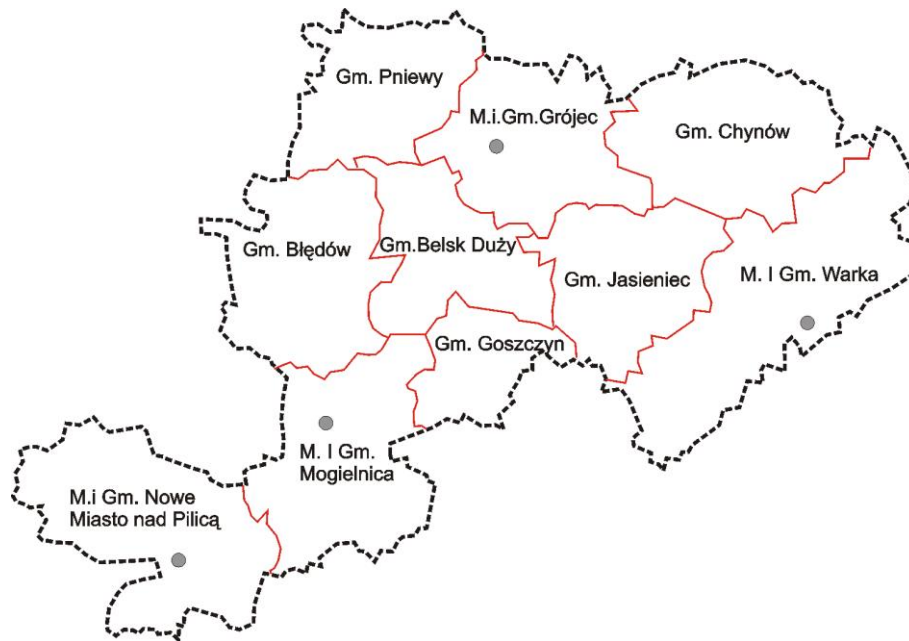 Gm. Pniewy
M.i.Gm.Grójec
Gm. Chynów
Gm. Błędów
Gm.Belsk Duży
Gm. Jasieniec
M. I Gm. Warka
Gm. Goszczyn
M. I Gm.
Mogielnica
M.i Gm. Nowe
Miasto nad Pilicą